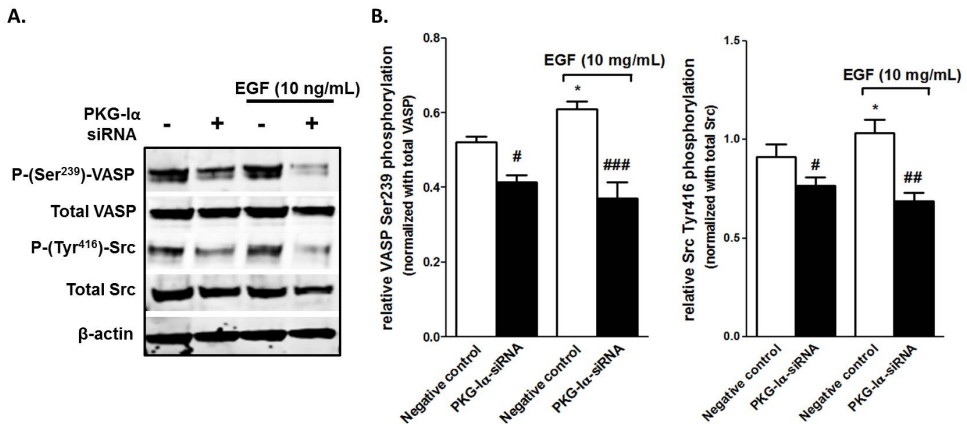 A.
EGF (10 ng/mL)
PKG-Iα
siRNA
- + - +
P-(Ser²³⁹)-VASP
Total VASP
P-(Tyr⁴¹⁶)-Src
Total Src
β-actin
B.
relative VASP Ser239 phosphorylation
(normalized with total VASP)
0.8
0.6
0.4
0.2
0.0
EGF (10 mg/mL)
*
#
###
Negative control
PKG-Iα-siRNA
Negative control
PKG-Iα-siRNA
relative Src Tyr416 phosphorylation
(normalized with total Src)
1.5
1.0
0.5
0.0
EGF (10 mg/mL)
*
#
##
Negative control
PKG-Iα-siRNA
Negative control
PKG-Iα-siRNA